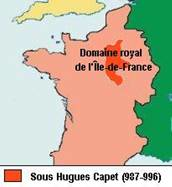 Domaine royal
de l'Île-de-France
Sous Hugues Capet (987-996)